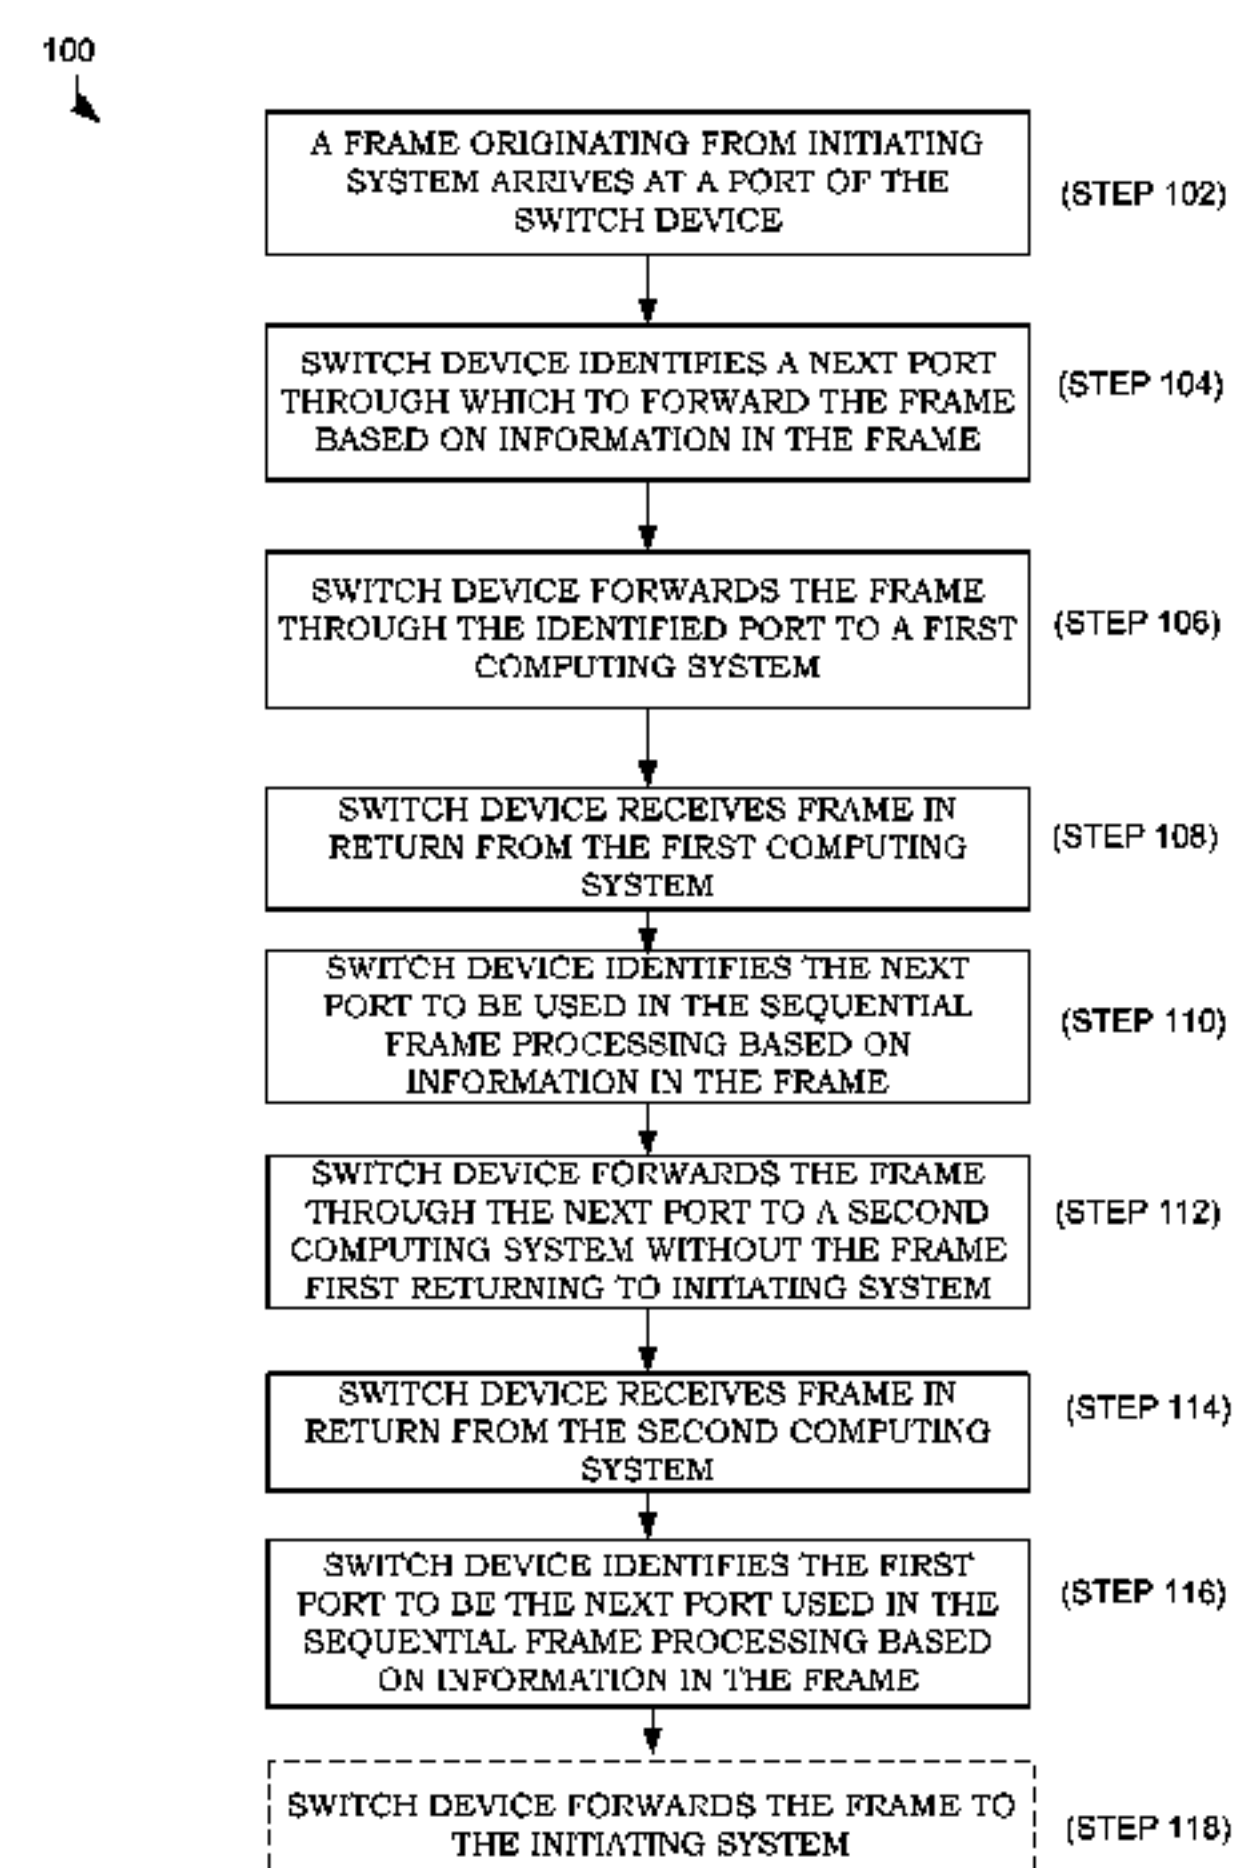 100
A FRAME ORIGINATING FROM INITIATING
SYSTEM ARRIVES AT A PORT OF THE
SWITCH DEVICE
(STEP 102)
SWITCH DEVICE IDENTIFIES A NEXT PORT
THROUGH WHICH TO FORWARD THE FRAME
BASED ON INFORMATION IN THE FRAME
(STEP 104)
SWITCH DEVICE FORWARDS THE FRAME
THROUGH THE IDENTIFIED PORT TO A FIRST
COMPUTING SYSTEM
(STEP 106)
SWITCH DEVICE RECEIVES FRAME IN
RETURN FROM THE FIRST COMPUTING
SYSTEM
(STEP 108)
SWITCH DEVICE IDENTIFIES THE NEXT
PORT TO BE USED IN THE SEQUENTIAL
FRAME PROCESSING BASED ON
INFORMATION IN THE FRAME
(STEP 110)
SWITCH DEVICE FORWARDS THE FRAME
THROUGH THE NEXT PORT TO A SECOND
COMPUTING SYSTEM WITHOUT THE FRAME
FIRST RETURNING TO INITIATING SYSTEM
(STEP 112)
SWITCH DEVICE RECEIVES FRAME IN
RETURN FROM THE SECOND COMPUTING
SYSTEM
(STEP 114)
SWITCH DEVICE IDENTIFIES THE FIRST
PORT TO BE THE NEXT PORT USED IN THE
SEQUENTIAL FRAME PROCESSING BASED
ON INFORMATION IN THE FRAME
(STEP 116)
SWITCH DEVICE FORWARDS THE FRAME TO
THE INITIATING SYSTEM
(STEP 118)